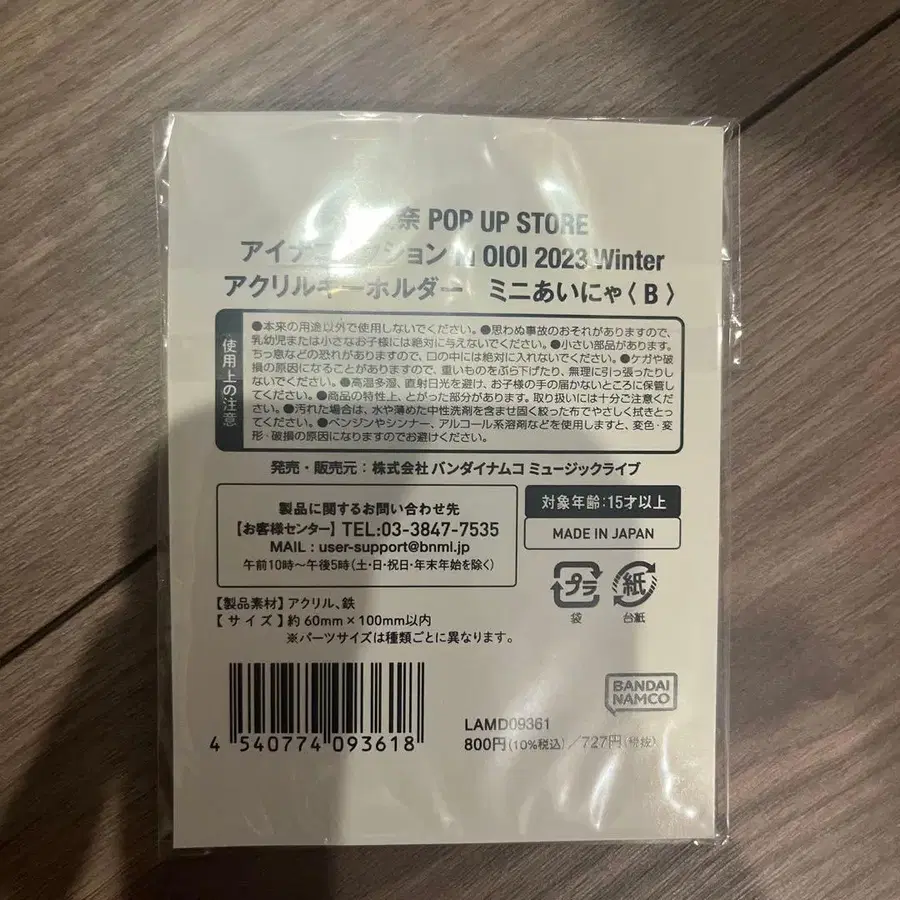 奈 POP UP STORE
アイナコレクション in OIOI 2023 Winter
アクリルキーホルダー ミニあいにゃ〈B〉
使用上の注意
●本来の用途以外で使用しないでください。●思わぬ事故のおそれがありますので、
乳幼児または小さなお子様には絶対に与えないでください。●小さい部品があります。
ちっ息などの恐れがありますので、口の中には絶対に入れないでください。●ケガや破
損の原因になることがありますので、重いものをぶら下げたり、無理に引っ張ったりし
ないでください。●高温多湿、直射日光を避け、お子様の手の届かないところに保管し
てください。●商品の特性上、とがった部分があります。取り扱いには十分ご注意くださ
い。●汚れた場合は、水や薄めた中性洗剤を含ませ固く絞った布でやさしく拭きとっ
てください。●ベンジンやシンナー、アルコール系溶剤などを使用しますと、変色・変
形・破損の原因になりますのでお避けください。
発売・販売元：株式会社 バンダイナムコ ミュージックライブ
製品に関するお問い合わせ先
【お客様センター】TEL:03-3847-7535
MAIL：user-support@bnml.jp
午前10時～午後5時（土・日・祝日・年末年始を除く）
対象年齢：15才以上
MADE IN JAPAN
プラ
袋
紙
台紙
【製品素材】アクリル、鉄
【サイズ】約 60mm × 100mm以内
※パーツサイズは種類ごとに異なります。
BANDAI
NAMCO
LAMD09361
800円（10%税込）／727円（税抜）
4 540774 093618